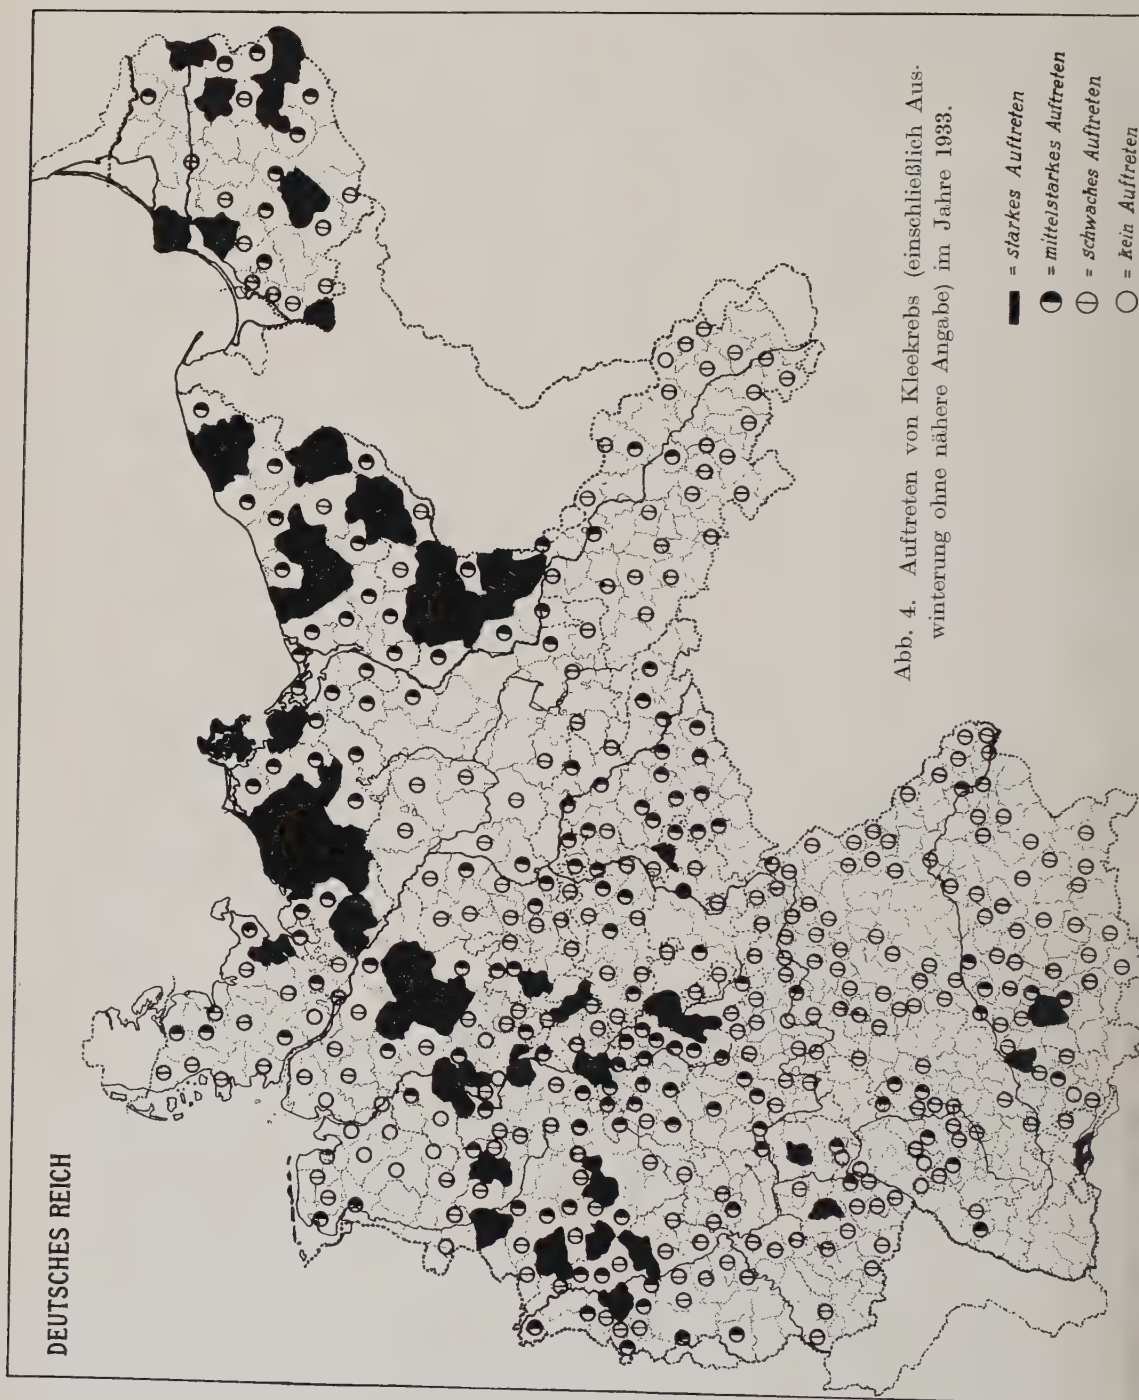 DEUTSCHES REICH
Abb. 4. Auftreten von Kleekrebs (einschließlich Aus-
winterung ohne nähere Angabe) im Jahre 1933.
= starkes Auftreten
= mittelstarkes Auftreten
= schwaches Auftreten
= kein Auftreten